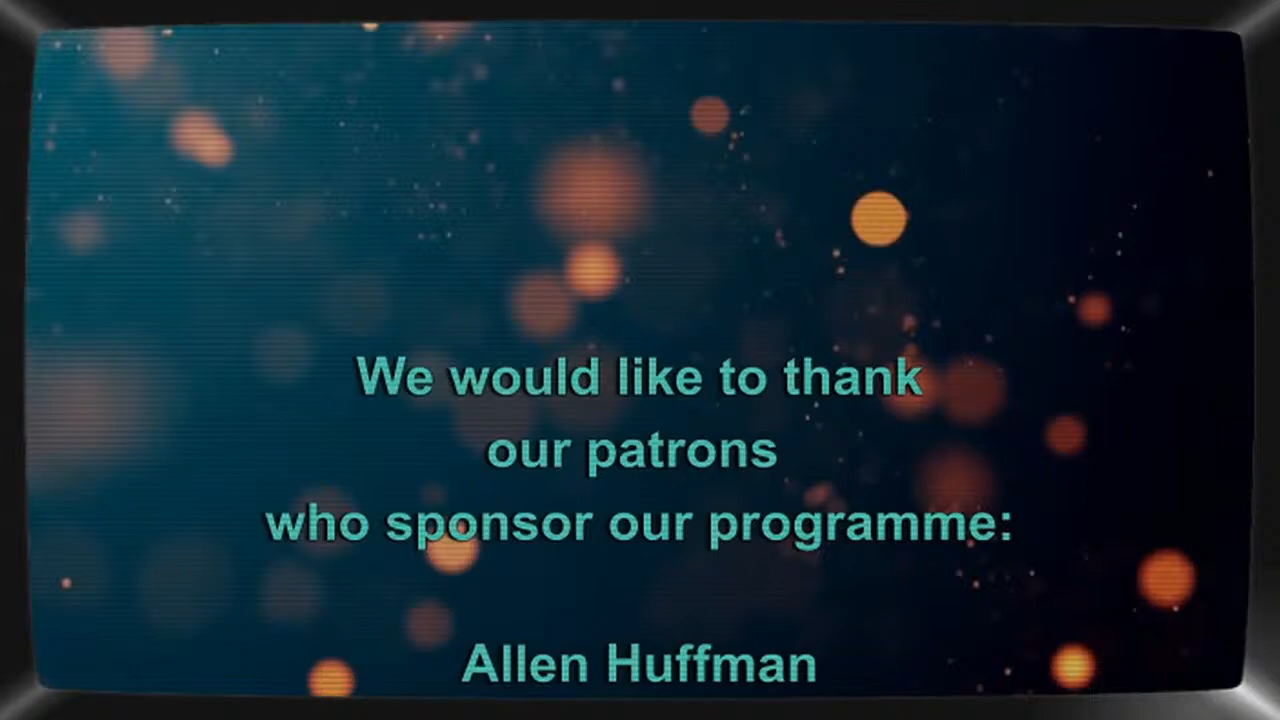 We would like to thank
our patrons
who sponsor our programme:
Allen Huffman